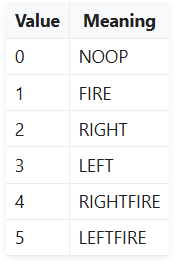 Value Meaning
0 NOOP
1 FIRE
2 RIGHT
3 LEFT
4 RIGHTFIRE
5 LEFTFIRE